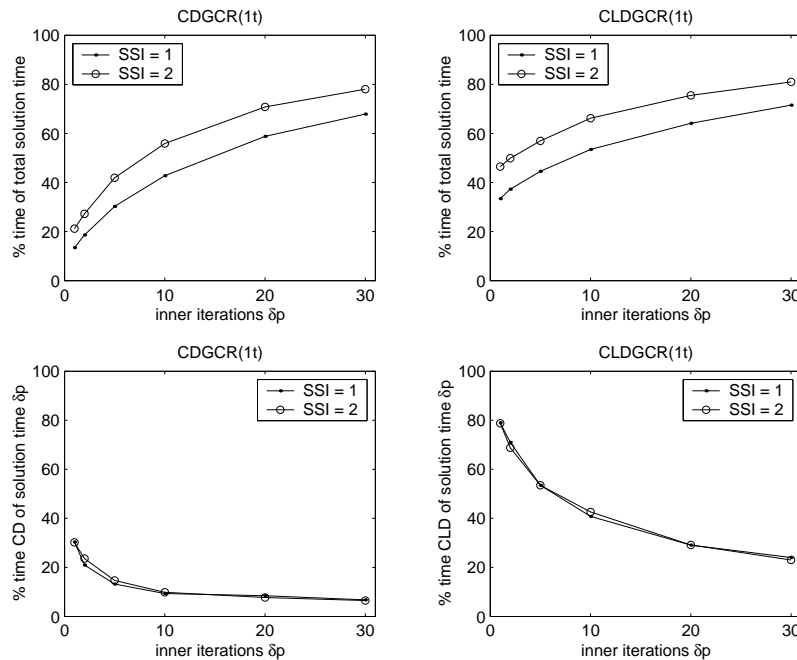 CDGCR(1t)
% time of total solution time
100
80
60
40
20
0
SSI = 1
SSI = 2
0 10 20 30
inner iterations δp
CLDGCR(1t)
% time of total solution time
100
80
60
40
20
0
SSI = 1
SSI = 2
0 10 20 30
inner iterations δp
CDGCR(1t)
% time CD of solution time δp
100
80
60
40
20
0
SSI = 1
SSI = 2
0 10 20 30
inner iterations δp
CLDGCR(1t)
% time CLD of solution time δp
100
80
60
40
20
0
SSI = 1
SSI = 2
0 10 20 30
inner iterations δp